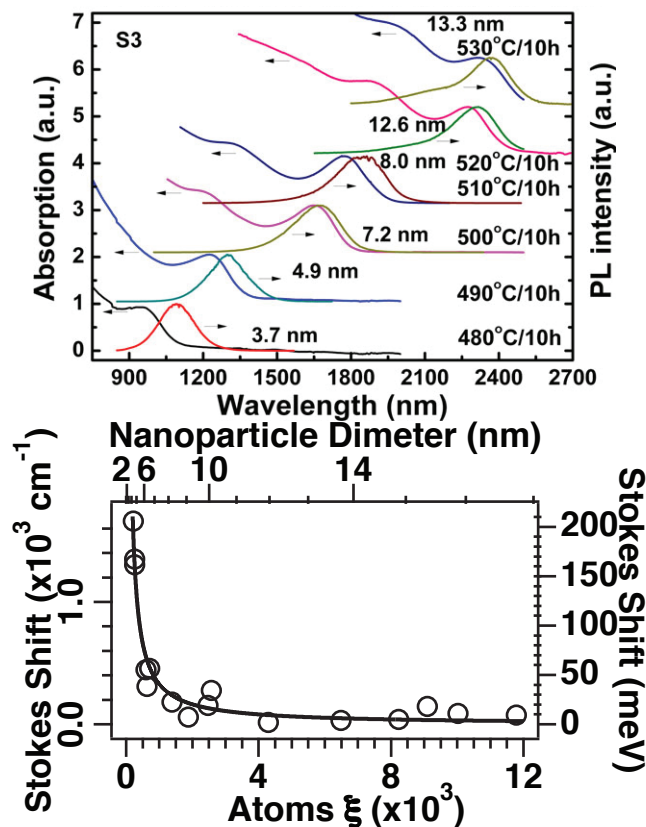 S3
7
6
5
4
3
2
1
0
Absorption (a.u.)
PL intensity (a.u.)
13.3 nm
530°C/10h
12.6 nm
520°C/10h
8.0 nm
510°C/10h
7.2 nm
500°C/10h
4.9 nm
490°C/10h
3.7 nm
480°C/10h
900 1200 1500 1800 2100 2400 2700
Wavelength (nm)
Nanoparticle Dimeter (nm)
2 6 10 14
Stokes Shift (x10³ cm⁻¹)
1.0
0.0
Stokes Shift (meV)
200
150
100
50
0
0 4 8 12
Atoms ξ (x10³)